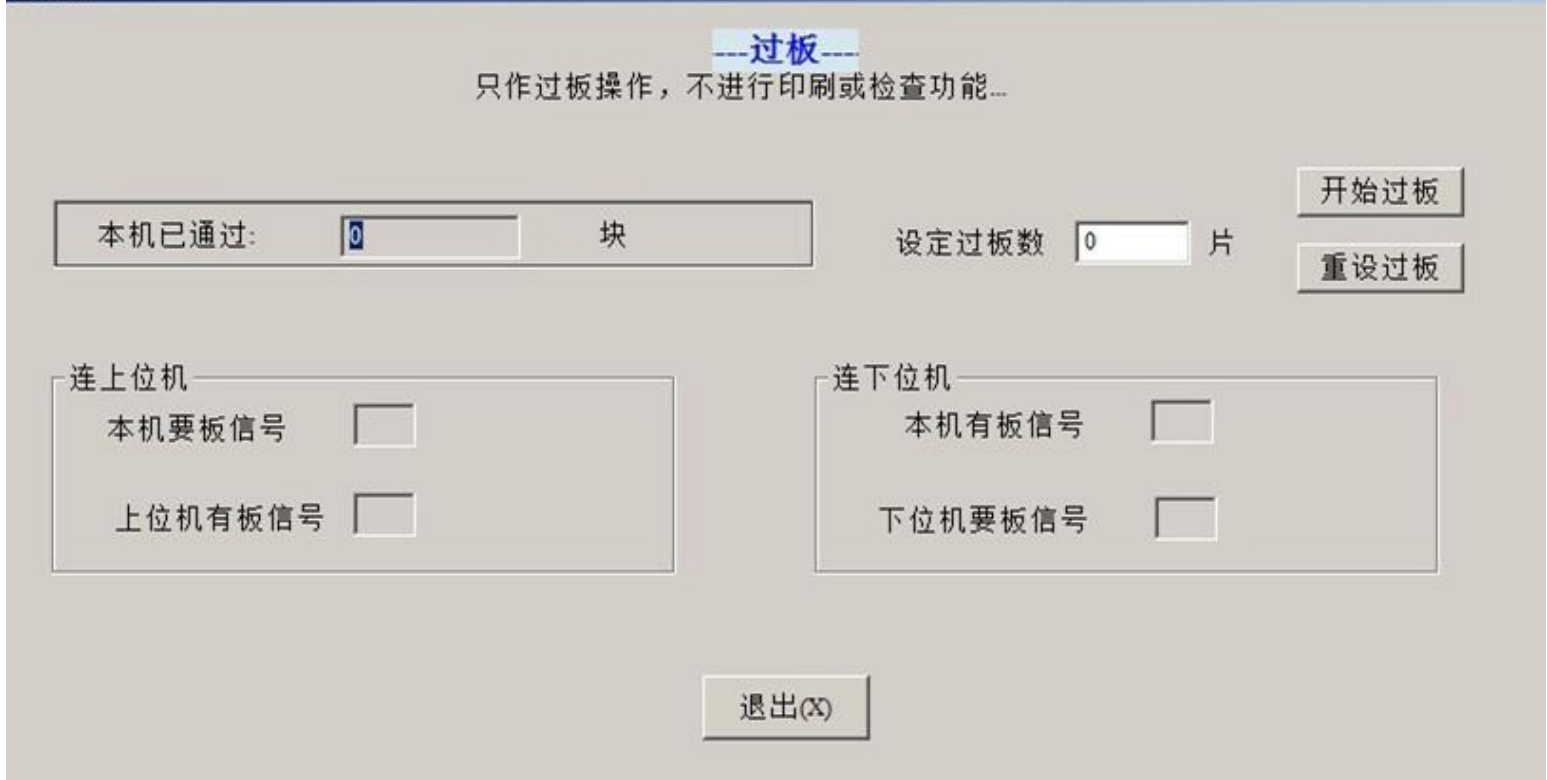 ---过板---
只作过板操作，不进行印刷或检查功能...
开始过板
本机已通过: 0 块
设定过板数 0 片
重设过板
连上位机
本机要板信号
上位机有板信号
连下位机
本机有板信号
下位机要板信号
退出(X)